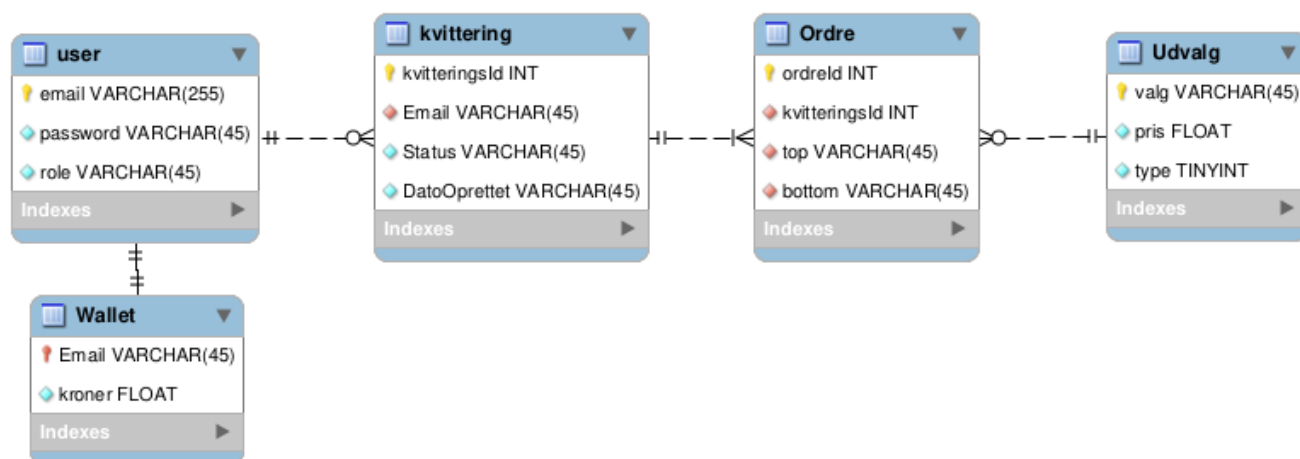 user
email VARCHAR(255)
password VARCHAR(45)
role VARCHAR(45)
Indexes
kvittering
kvitteringsId INT
Email VARCHAR(45)
Status VARCHAR(45)
DatoOprettet VARCHAR(45)
Indexes
Ordre
ordreId INT
kvitteringsId INT
top VARCHAR(45)
bottom VARCHAR(45)
Indexes
Udvalg
valg VARCHAR(45)
pris FLOAT
type TINYINT
Indexes
Wallet
Email VARCHAR(45)
kroner FLOAT
Indexes